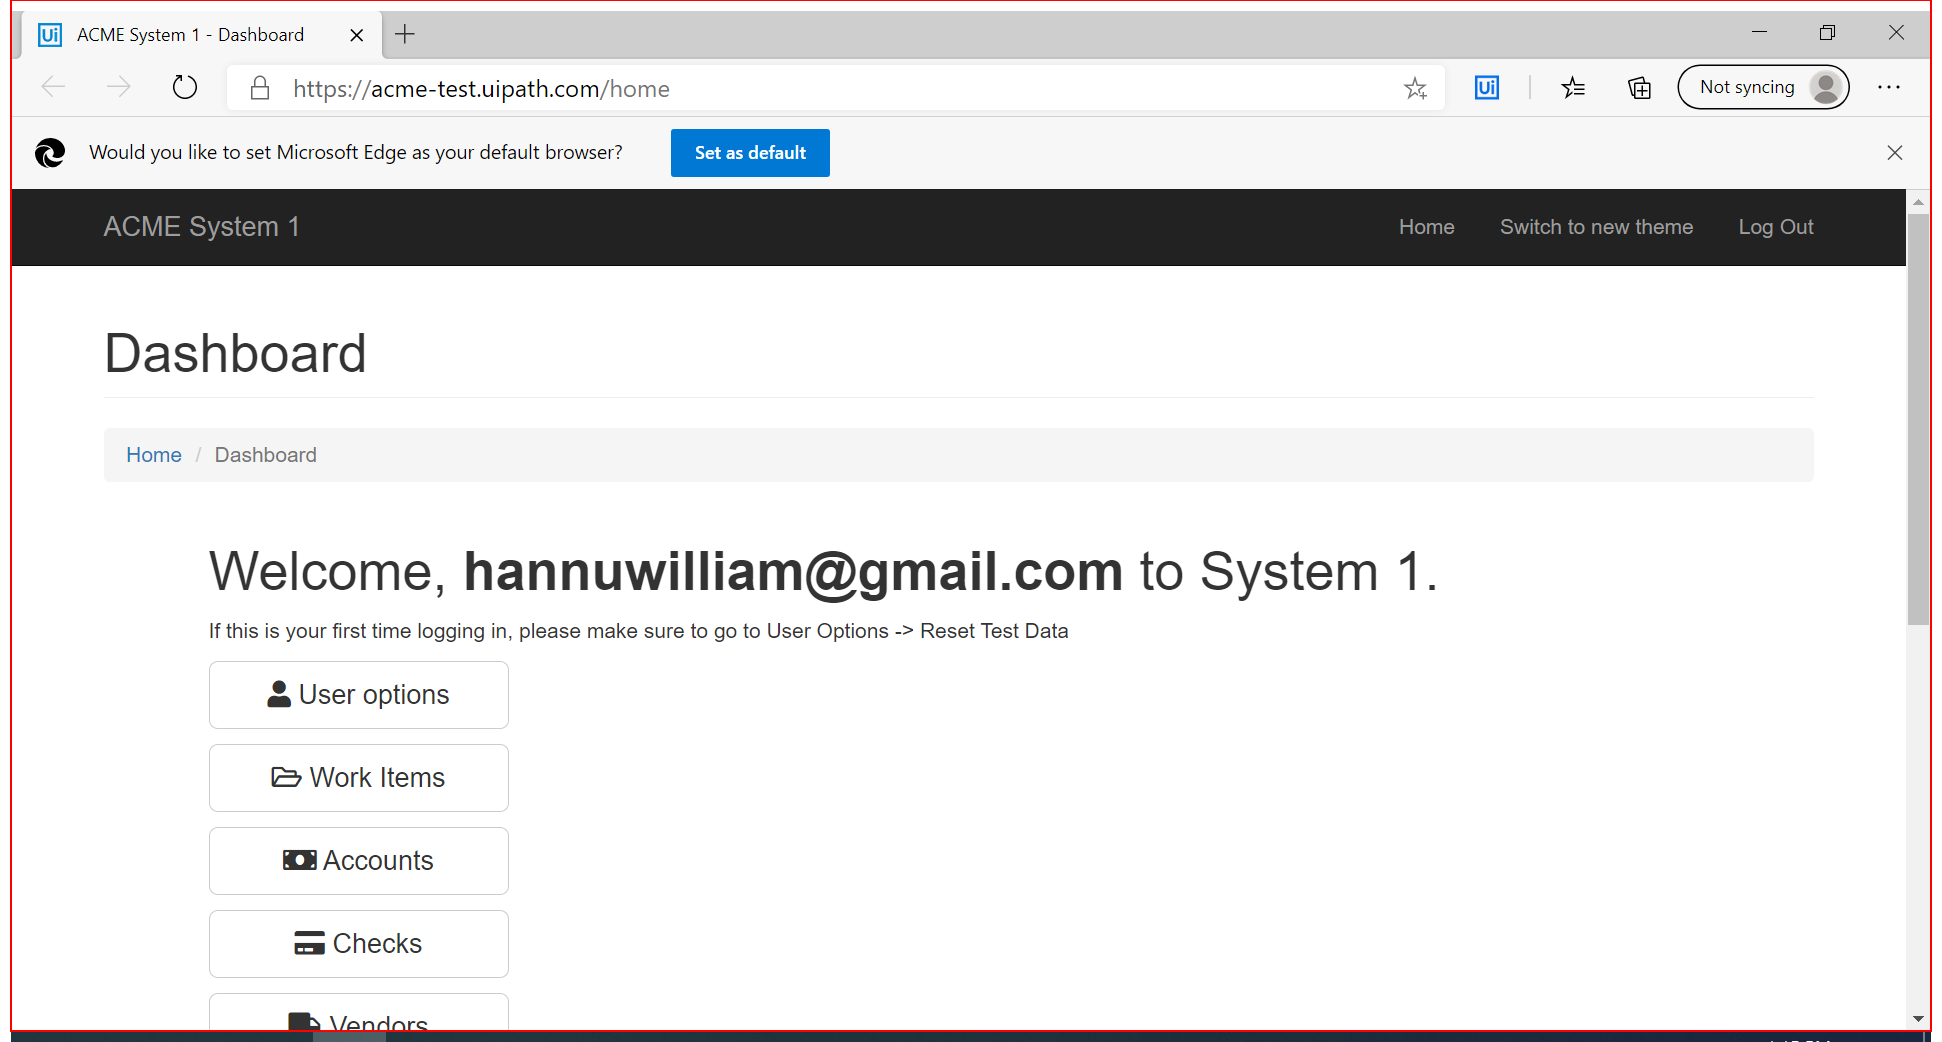 Ui ACME System 1 - Dashboard
https://acme-test.uipath.com/home
Ui
Not syncing
Would you like to set Microsoft Edge as your default browser?
Set as default
ACME System 1
Home
Switch to new theme
Log Out
Dashboard
Home / Dashboard
Welcome, hannuwilliam@gmail.com to System 1.
If this is your first time logging in, please make sure to go to User Options -> Reset Test Data
User options
Work Items
Accounts
Checks
Vendors